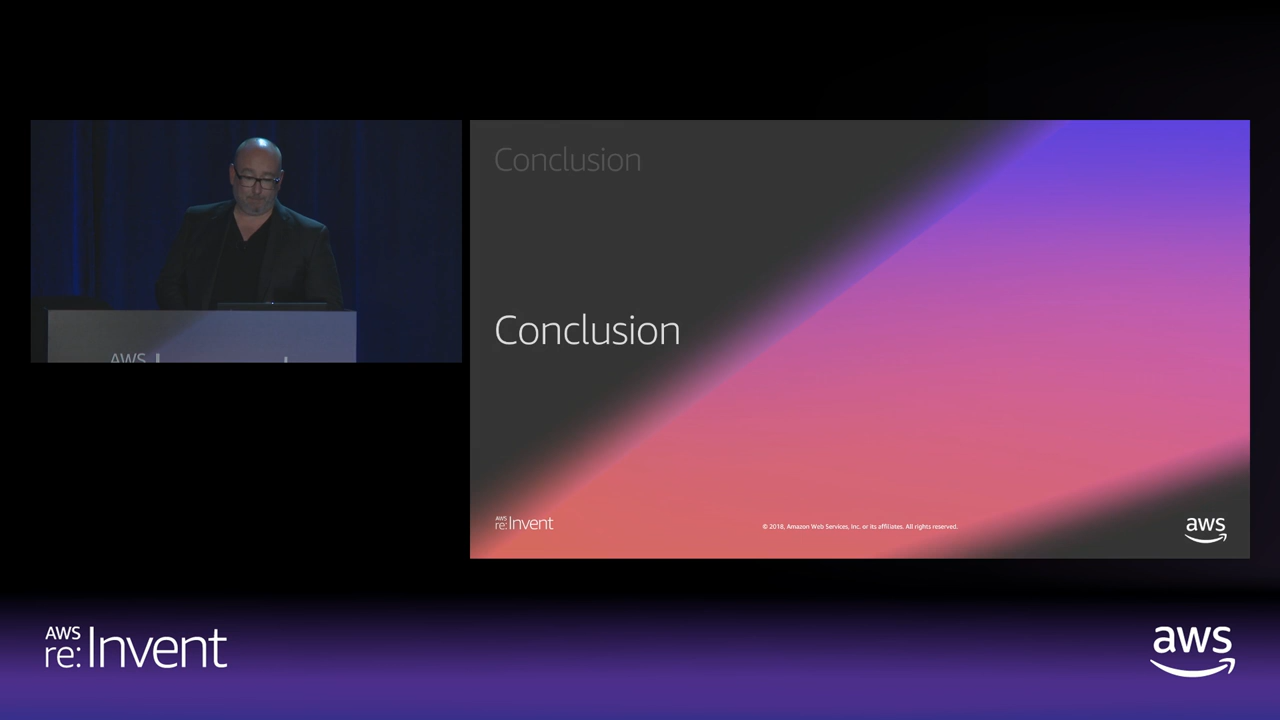 Conclusion
Conclusion
AWS
re:Invent
© 2018, Amazon Web Services, Inc. or its affiliates. All rights reserved.
aws
AWS
AWS
re:Invent
aws